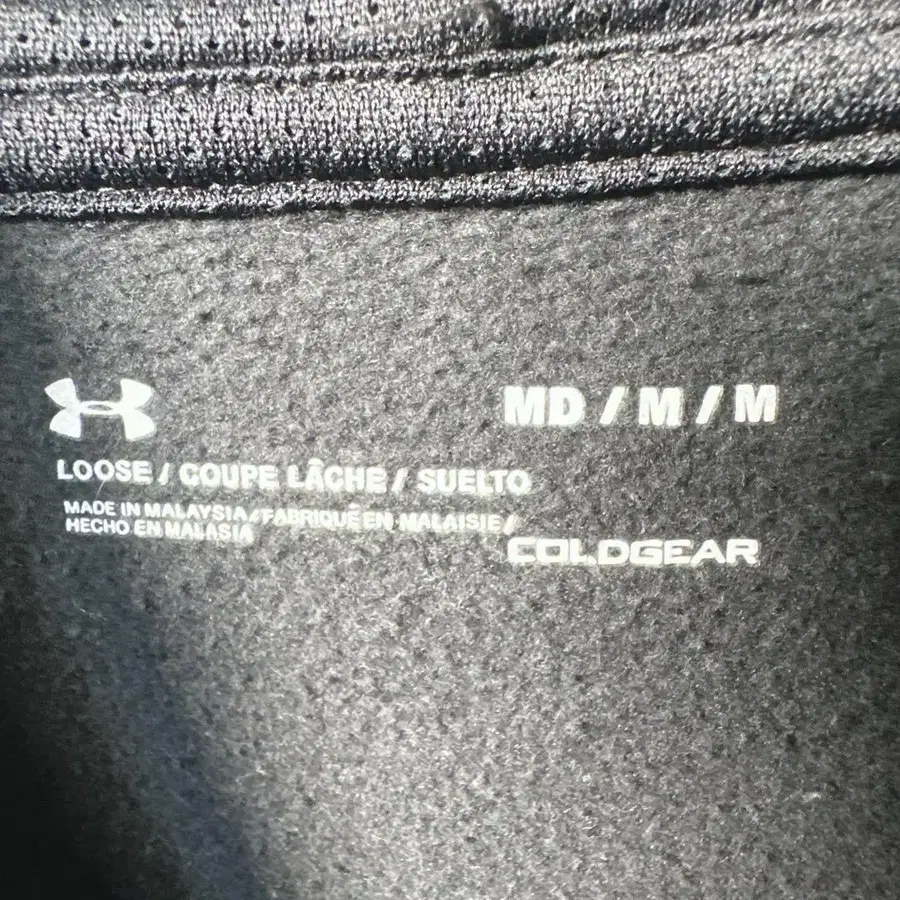 MD / M / M
LOOSE / COUPE LÂCHE / SUELTO
MADE IN MALAYSIA/FABRIQUÉ EN MALAISIE/
HECHO EN MALASIA
COLDGEAR